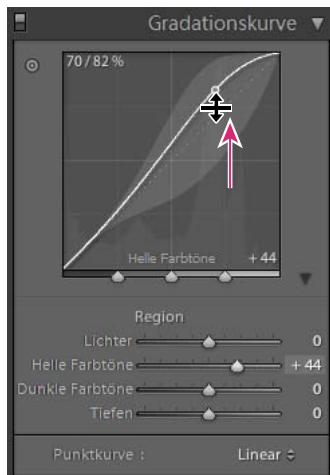 Gradationskurve
70 / 82 %
Helle Farbtöne + 44
Region
Lichter 0
Helle Farbtöne + 44
Dunkle Farbtöne 0
Tiefen 0
Punktkurve : Linear